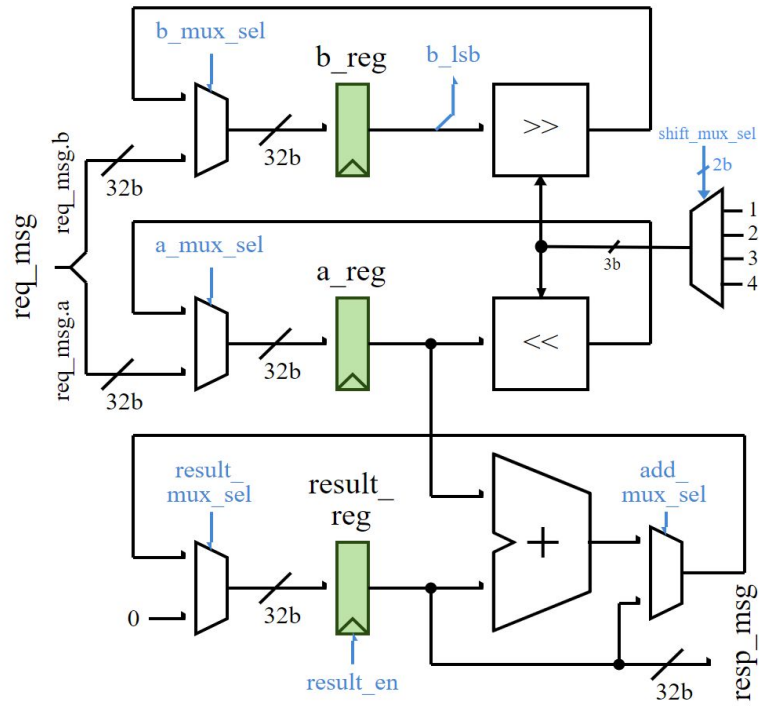 b_mux_sel
b_reg
b_lsb
>>
shift_mux_sel
2b
32b
32b
req_msg.b
1
2
3
4
3b
req_msg
a_mux_sel
a_reg
<<
req_msg.a
32b
32b
result_
mux_sel
result_
reg
add_
mux_sel
+
0
32b
result_en
32b
resp_msg